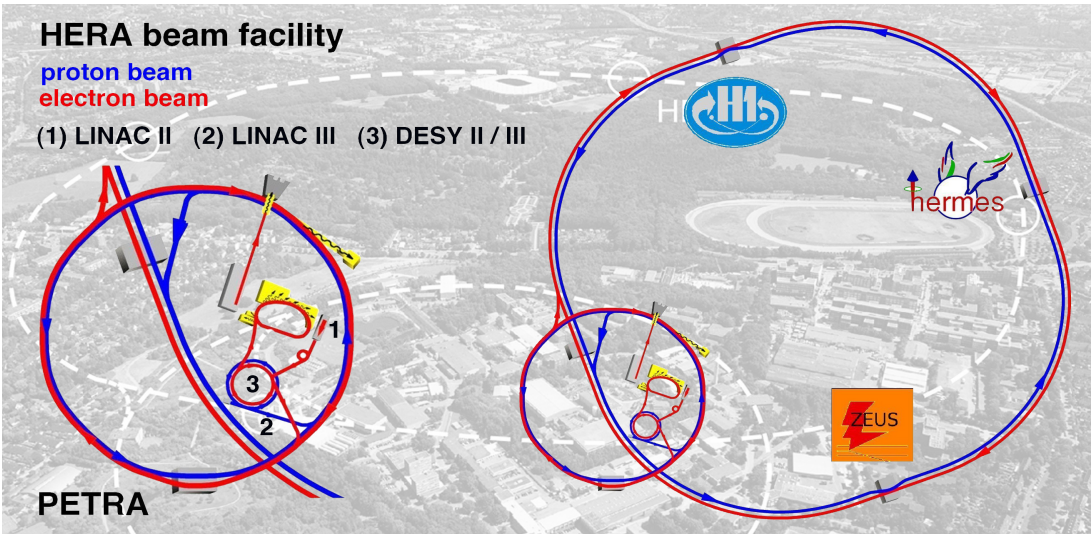 HERA beam facility
proton beam
electron beam
(1) LINAC II (2) LINAC III (3) DESY II / III
H1
hermes
1
3
2
ZEUS
PETRA